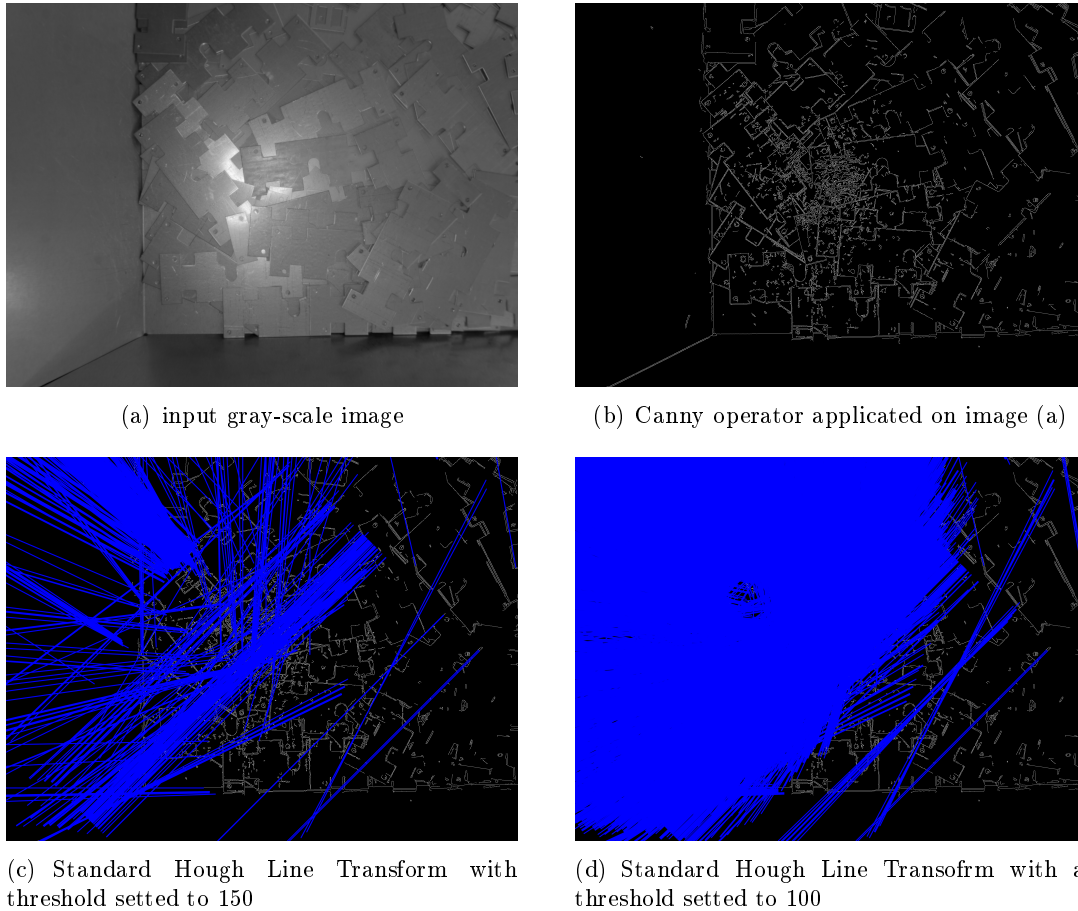 (a) input gray-scale image
(b) Canny operator applicated on image (a)
(c) Standard Hough Line Transform with
threshold setted to 150
(d) Standard Hough Line Transofrm with a
threshold setted to 100